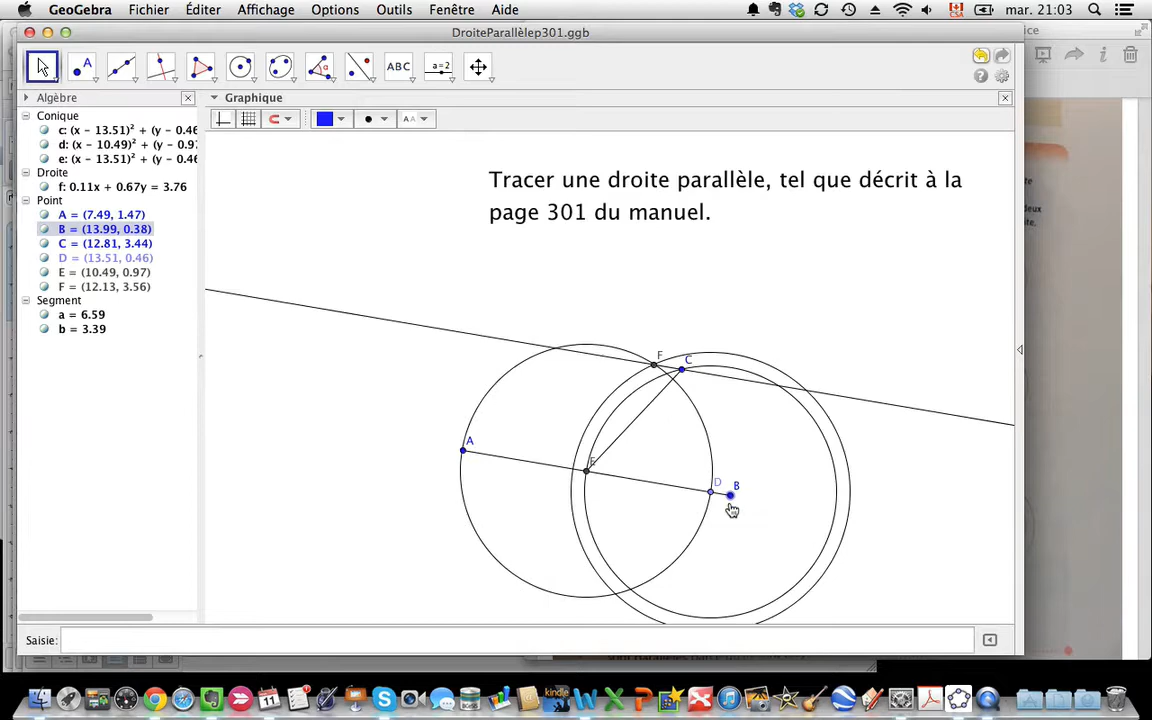 GeoGebra Fichier Éditer Affichage Options Outils Fenêtre Aide mar. 21:03
DroiteParallèlep301.ggb
A ABC a=2
Algèbre Graphique
Conique
c: (x – 13.51)² + (y – 0.46
d: (x – 10.49)² + (y – 0.97
e: (x – 13.51)² + (y – 0.46
Droite
f: 0.11x + 0.67y = 3.76
Point
A = (7.49, 1.47)
B = (13.99, 0.38)
C = (12.81, 3.44)
D = (13.51, 0.46)
E = (10.49, 0.97)
F = (12.13, 3.56)
Segment
a = 6.59
b = 3.39
Tracer une droite parallèle, tel que décrit à la
page 301 du manuel.
F
C
A
E
D
B
Saisie: